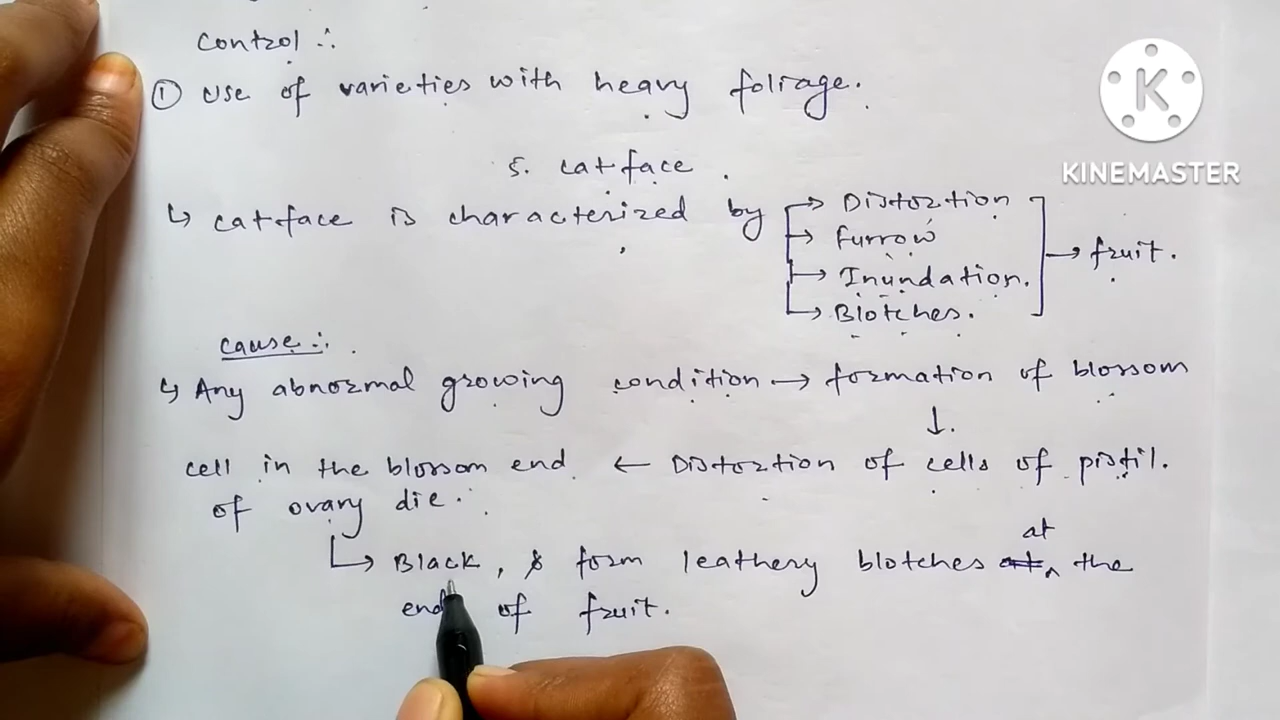 Control :-
① Use of varieties with heavy foliage.
5. Catface.
↳ Catface is characterized by → Distortion
→ Furrow
→ Inundation.
→ Blotches.
→ fruit.
Cause :-
↳ Any abnormal growing condition → formation of blossom
↓
cell in the blossom end ← Distortion of cells of pistil.
of ovary die.
at
↳ Black, & form leathery blotches at ^ the
end of fruit.
K
KINEMASTER